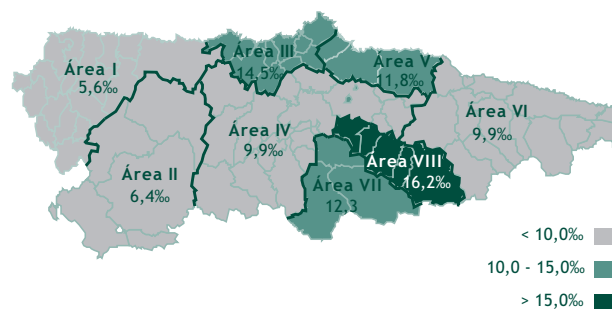 Área I
5,6‰
Área III
14,5‰
Área V
11,8‰
Área II
6,4‰
Área IV
9,9‰
Área VI
9,9‰
Área VII
12,3
Área VIII
16,2‰
< 10,0‰
10,0 - 15,0%
> 15,0‰